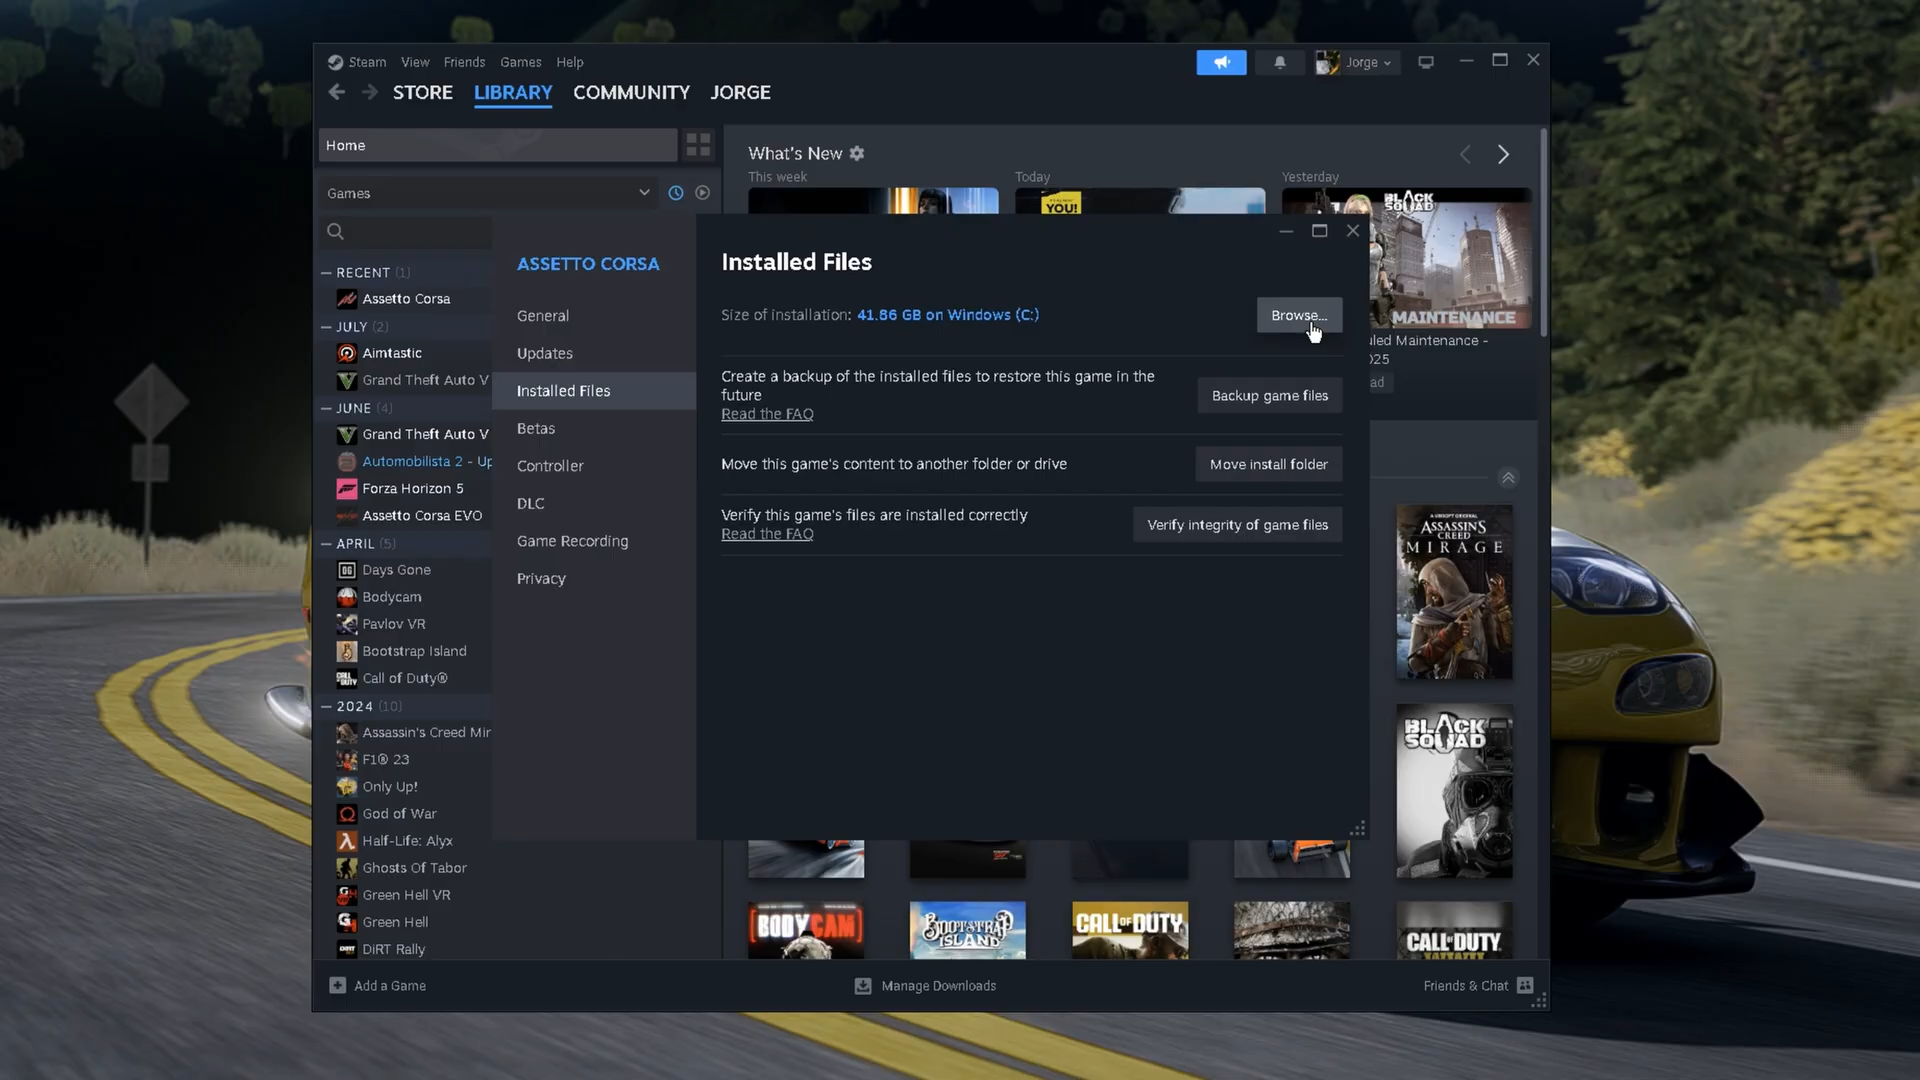 Steam View Friends Games Help
Jorge
STORE LIBRARY COMMUNITY JORGE
Home
Games
RECENT (1)
Assetto Corsa
JULY (2)
Aimtastic
Grand Theft Auto V
JUNE (4)
Grand Theft Auto V
Automobilista 2 - Up
Forza Horizon 5
Assetto Corsa EVO
APRIL (5)
Days Gone
Bodycam
Pavlov VR
Bootstrap Island
Call of Duty®
2024 (10)
Assassin's Creed Mir
F1® 23
Only Up!
God of War
Half-Life: Alyx
Ghosts Of Tabor
Green Hell VR
Green Hell
DiRT Rally
What's New
This week
Today
Yesterday
YOU!
BLACK
SQUAD
MAINTENANCE
led Maintenance -
025
ad
ASSETTO CORSA
General
Updates
Installed Files
Betas
Controller
DLC
Game Recording
Privacy
Installed Files
Size of installation: 41.86 GB on Windows (C:)
Browse...
Create a backup of the installed files to restore this game in the
future
Read the FAQ
Backup game files
Move this game's content to another folder or drive
Move install folder
Verify this game's files are installed correctly
Read the FAQ
Verify integrity of game files
A UBISOFT ORIGINAL
ASSASSIN'S
CREED
MIRAGE
BLACK
SQUAD
BODYCAM
BOOTSTRAP
ISLAND
CALL OF DUTY
CALL OF DUTY
Add a Game
Manage Downloads
Friends & Chat